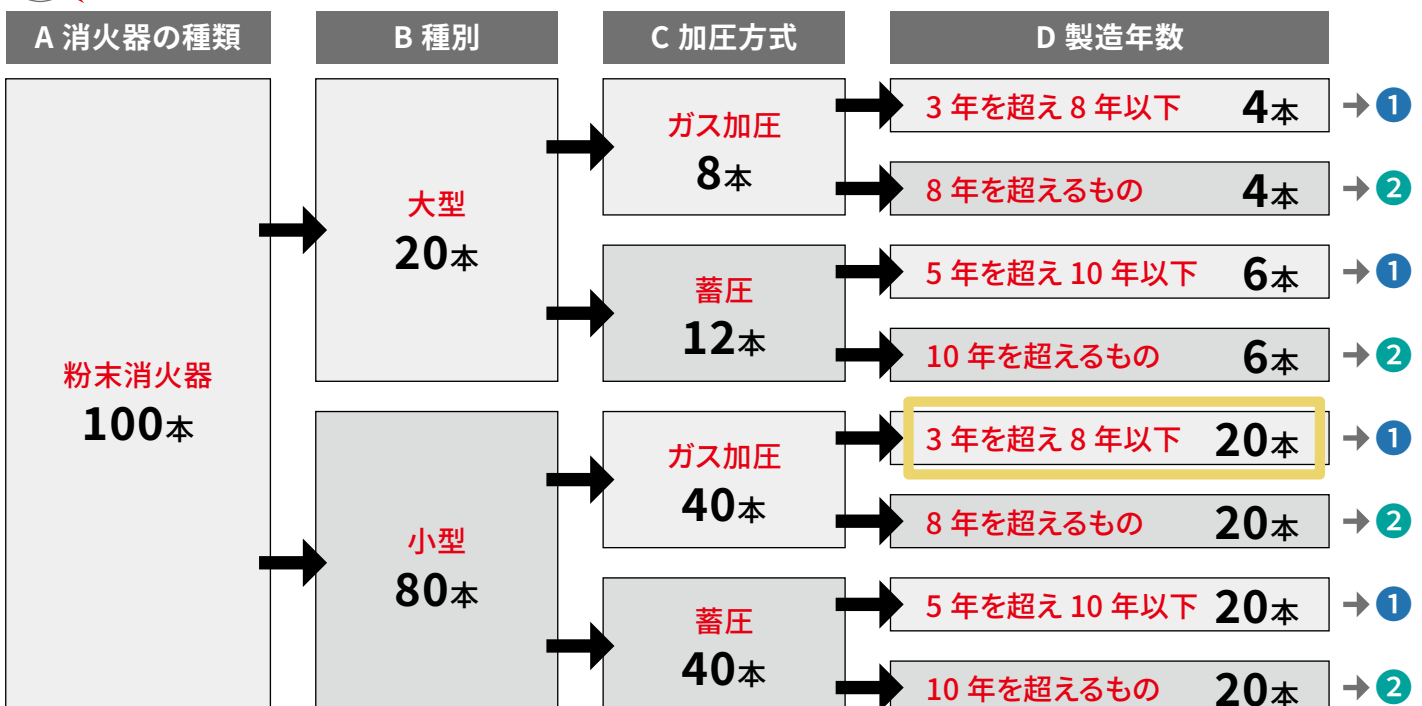 A 消火器の種類
B 種別
C 加圧方式
D 製造年数
粉末消火器
100本
大型
20本
ガス加圧
8本
3 年を超え 8 年以下 4本 → 1
8 年を超えるもの 4本 → 2
蓄圧
12本
5 年を超え 10 年以下 6本 → 1
10 年を超えるもの 6本 → 2
小型
80本
ガス加圧
40本
3 年を超え 8 年以下 20本 → 1
8 年を超えるもの 20本 → 2
蓄圧
40本
5 年を超え 10 年以下 20本 → 1
10 年を超えるもの 20本 → 2